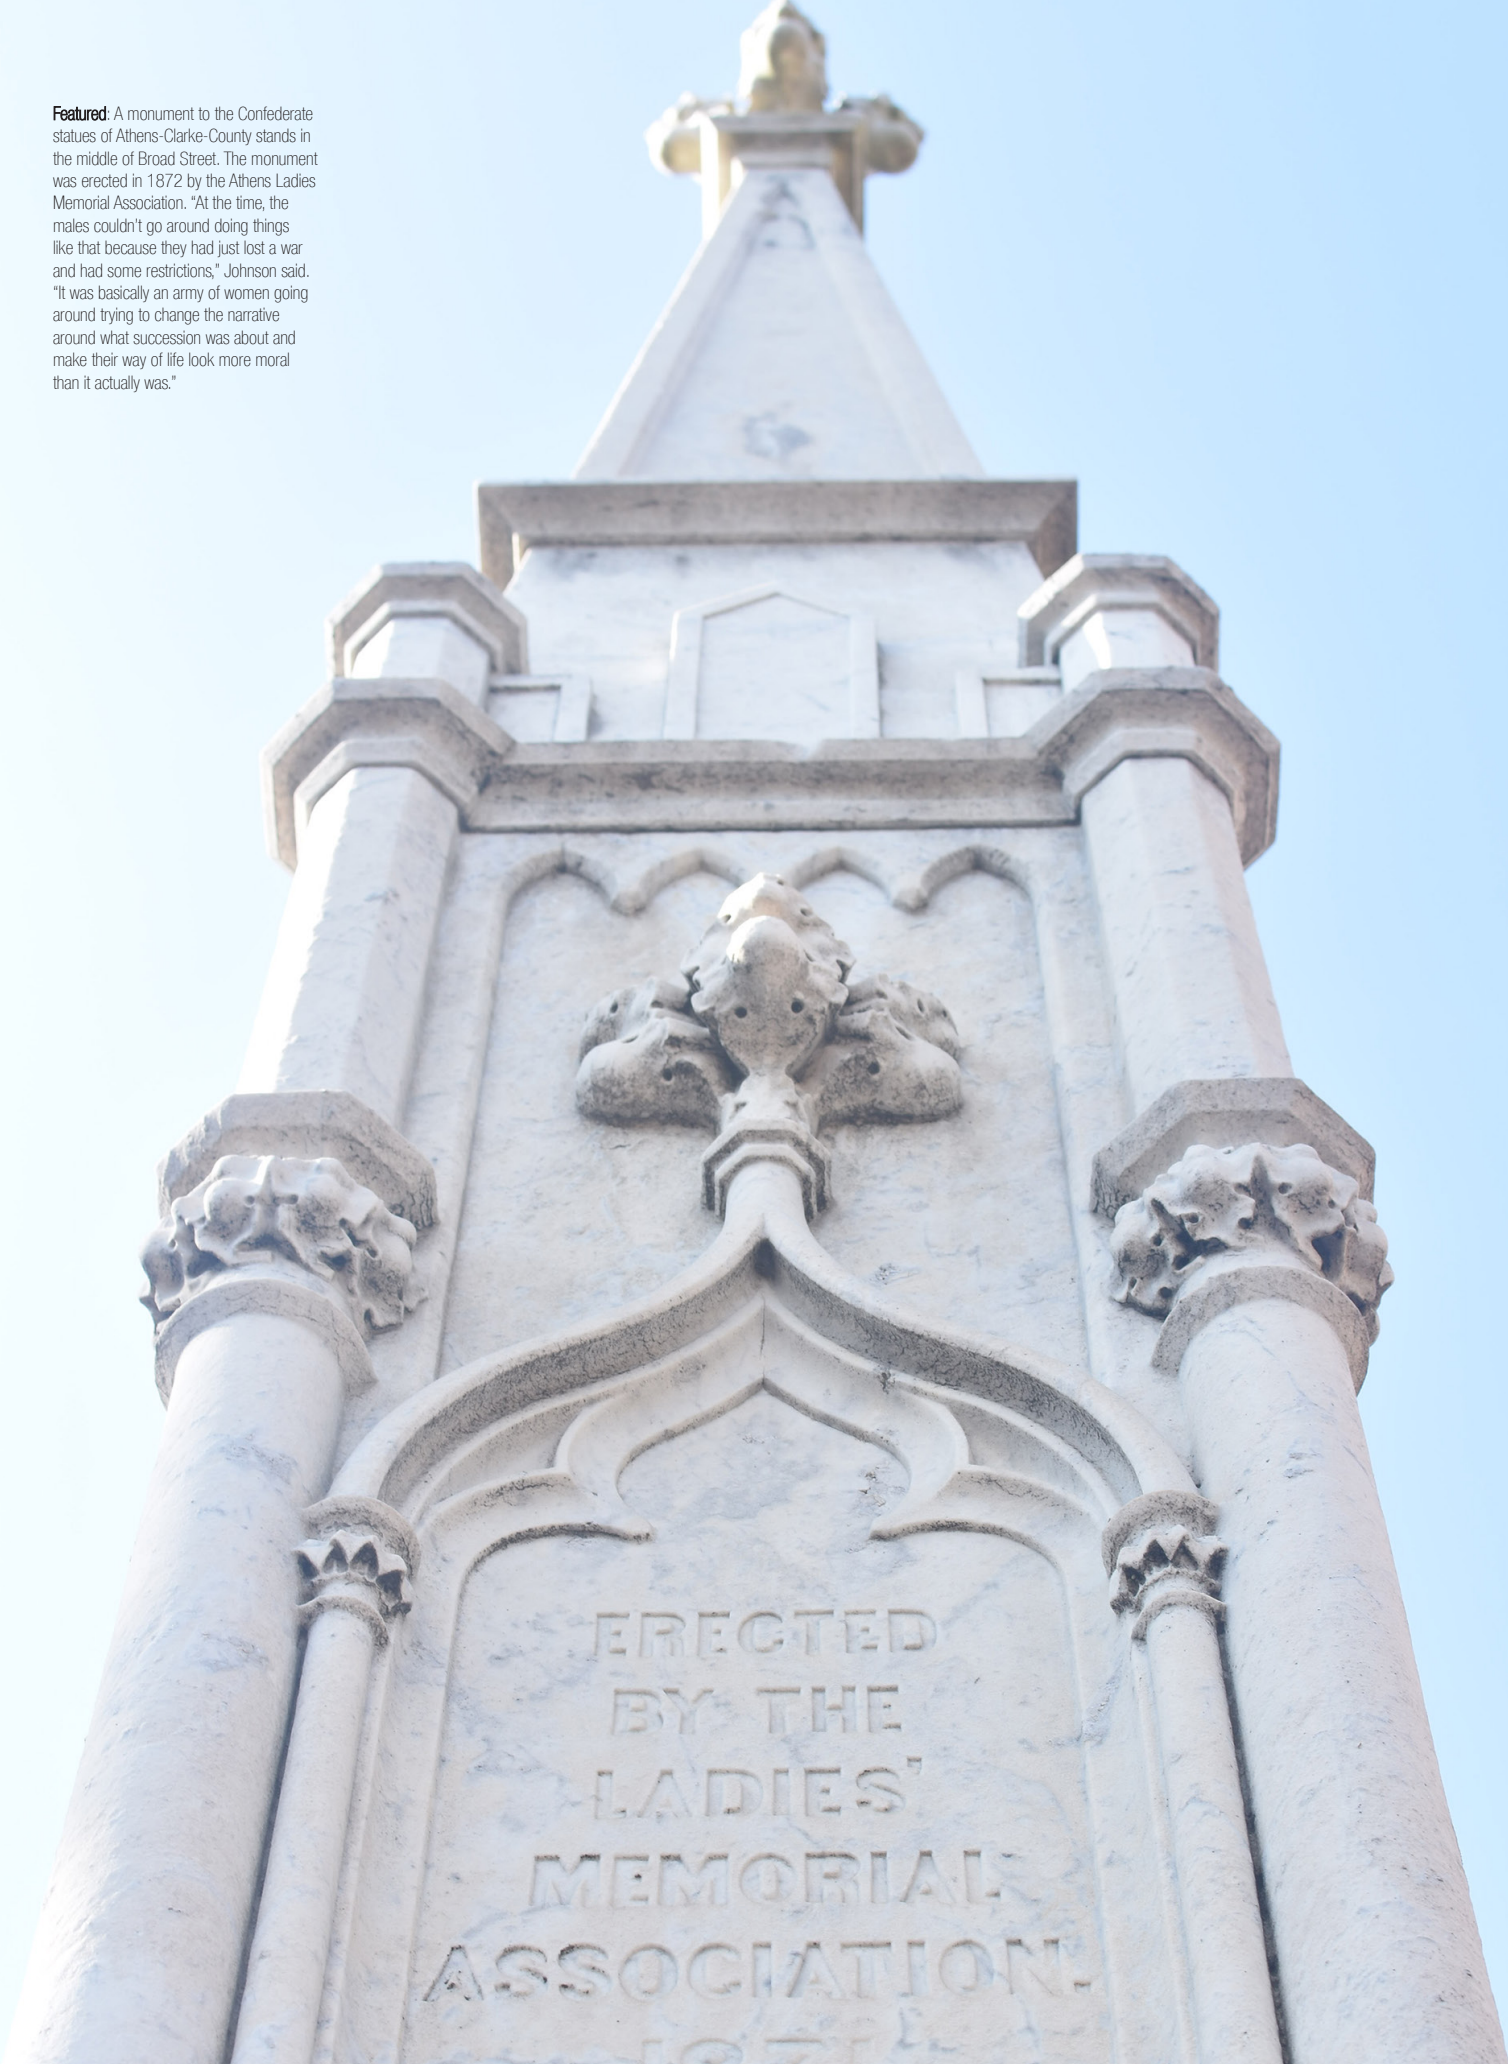 Featured: A monument to the Confederate
statues of Athens-Clarke-County stands in
the middle of Broad Street. The monument
was erected in 1872 by the Athens Ladies
Memorial Association. “At the time, the
males couldn’t go around doing things
like that because they had just lost a war
and had some restrictions,” Johnson said.
“It was basically an army of women going
around trying to change the narrative
around what succession was about and
make their way of life look more moral
than it actually was.”
ERECTED
BY THE
LADIES'
MEMORIAL
ASSOCIATION.